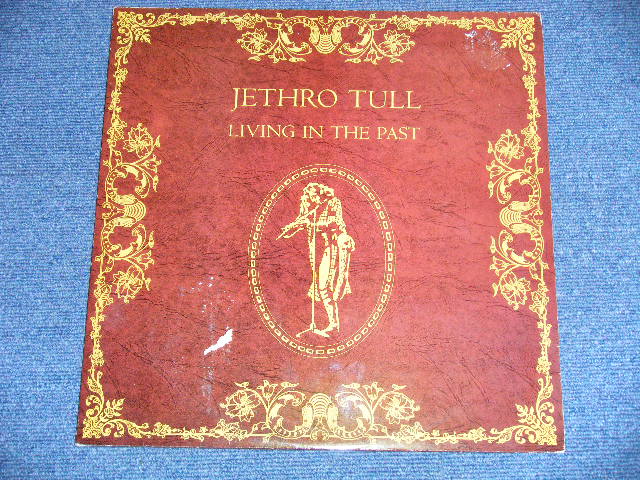 JETHRO TULL
LIVING IN THE PAST